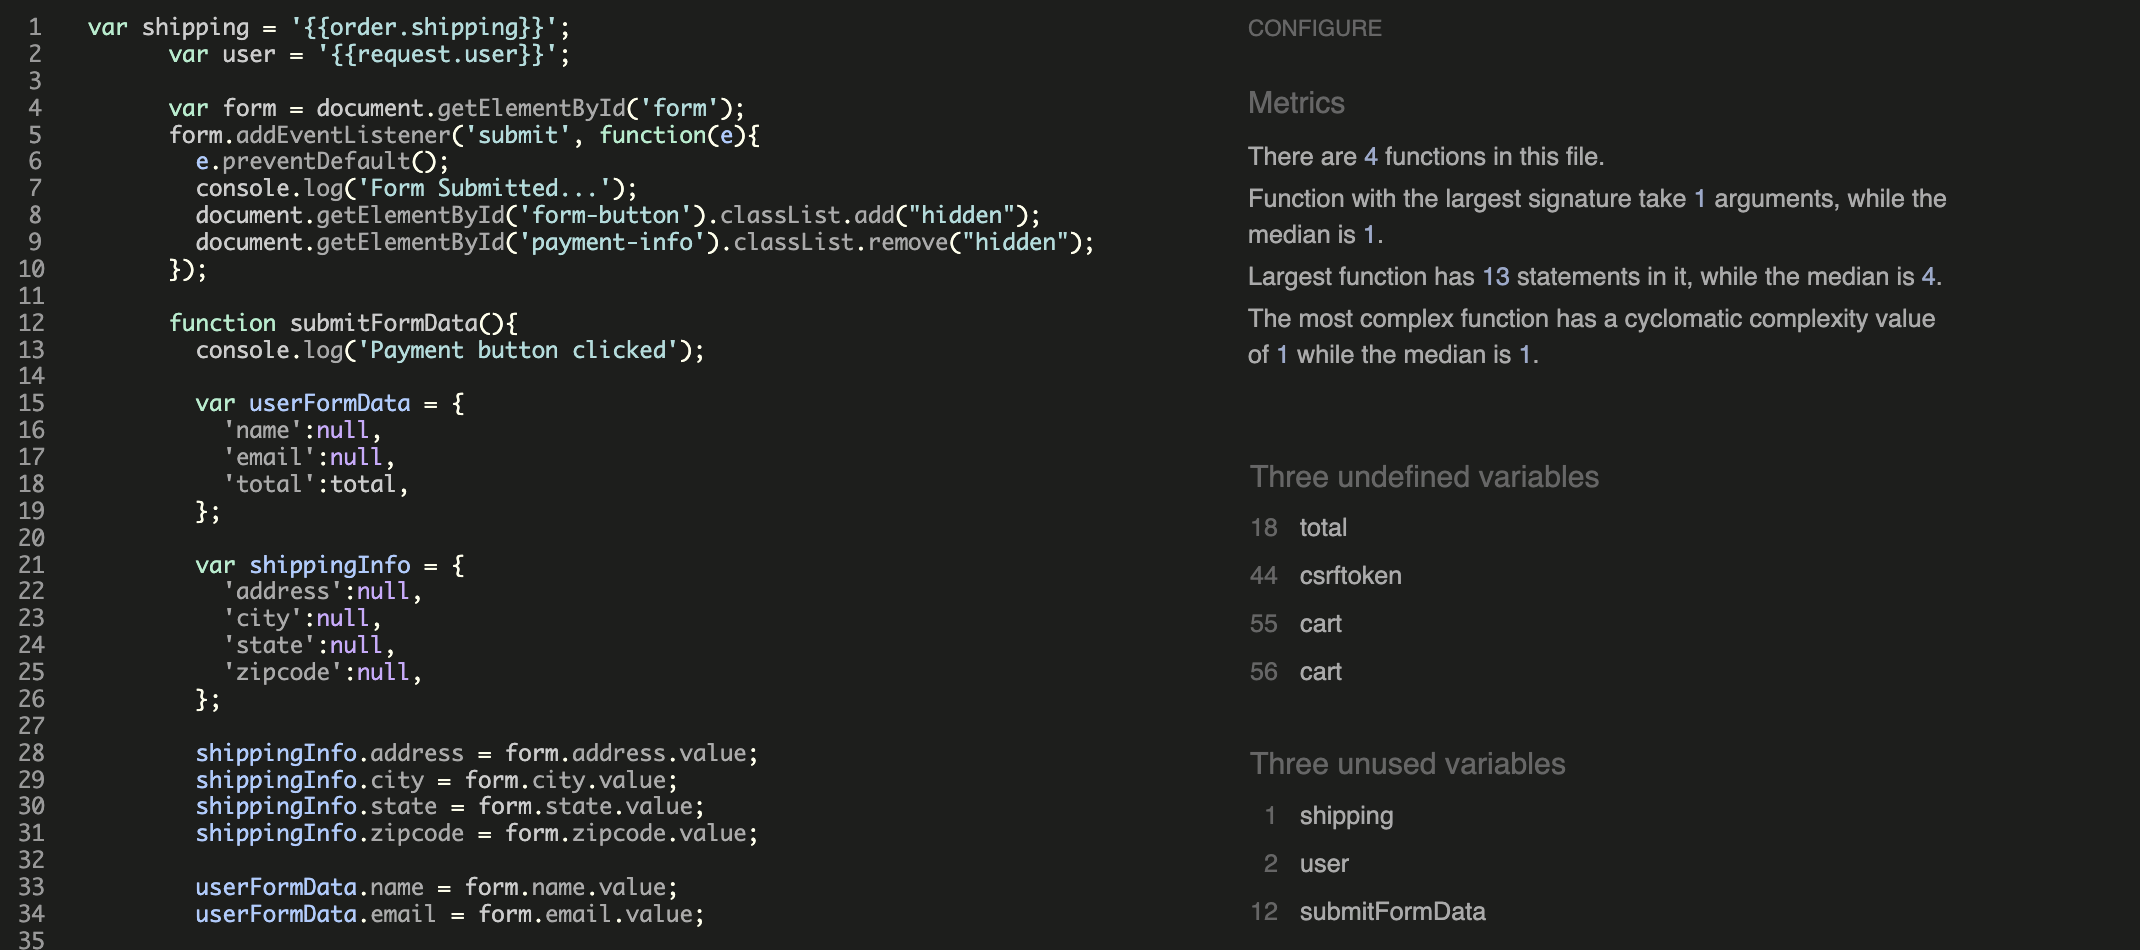 1 var shipping = '{{order.shipping}}';
2 var user = '{{request.user}}';
3
4 var form = document.getElementById('form');
5 form.addEventListener('submit', function(e){
6 e.preventDefault();
7 console.log('Form Submitted...');
8 document.getElementById('form-button').classList.add("hidden");
9 document.getElementById('payment-info').classList.remove("hidden");
10 });
11
12 function submitFormData(){
13 console.log('Payment button clicked');
14
15 var userFormData = {
16 'name':null,
17 'email':null,
18 'total':total,
19 };
20
21 var shippingInfo = {
22 'address':null,
23 'city':null,
24 'state':null,
25 'zipcode':null,
26 };
27
28 shippingInfo.address = form.address.value;
29 shippingInfo.city = form.city.value;
30 shippingInfo.state = form.state.value;
31 shippingInfo.zipcode = form.zipcode.value;
32
33 userFormData.name = form.name.value;
34 userFormData.email = form.email.value;
35
CONFIGURE
Metrics
There are 4 functions in this file.
Function with the largest signature take 1 arguments, while the
median is 1.
Largest function has 13 statements in it, while the median is 4.
The most complex function has a cyclomatic complexity value
of 1 while the median is 1.
Three undefined variables
18 total
44 csrftoken
55 cart
56 cart
Three unused variables
1 shipping
2 user
12 submitFormData